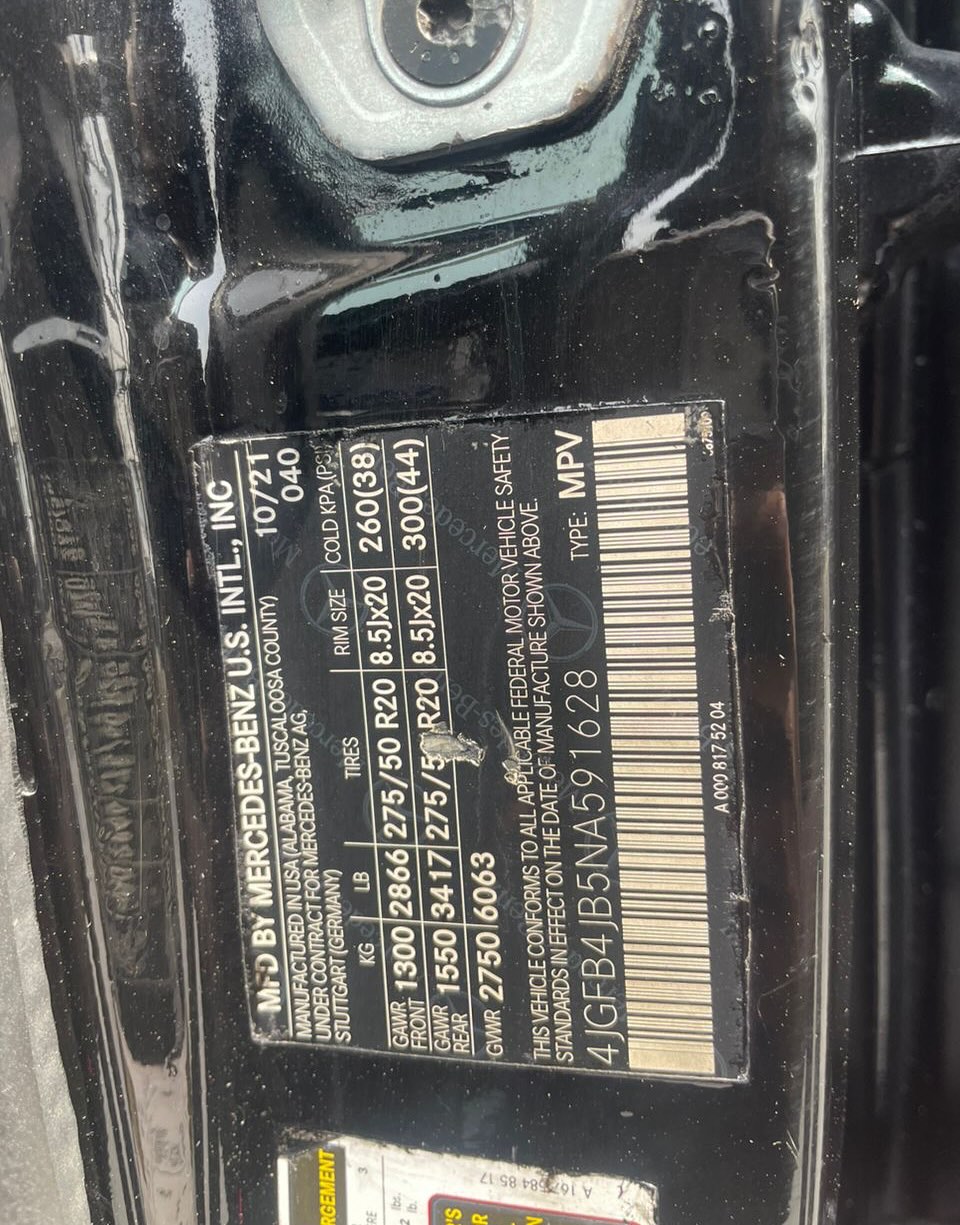 MFD BY MERCEDES-BENZ U.S. INTL., INC
MANUFACTURED IN USA (ALABAMA, TUSCALOOSA COUNTY) 10/21
UNDER CONTRACT FOR MERCEDES-BENZ AG, 040
STUTTGART (GERMANY)
KG LB TIRES RIM SIZE COLD KPA (PSI)
GAWR FRONT 1300 2866 275/50 R20 8.5Jx20 260(38)
GAWR REAR 1550 3417 275/50 R20 8.5Jx20 300(44)
GVWR 2750 6063
THIS VEHICLE CONFORMS TO ALL APPLICABLE FEDERAL MOTOR VEHICLE SAFETY
STANDARDS IN EFFECT ON THE DATE OF MANUFACTURE SHOWN ABOVE.
4JGFB4JB5NA591628 TYPE: MPV
A 000 817 52 04
lbs.
lb.